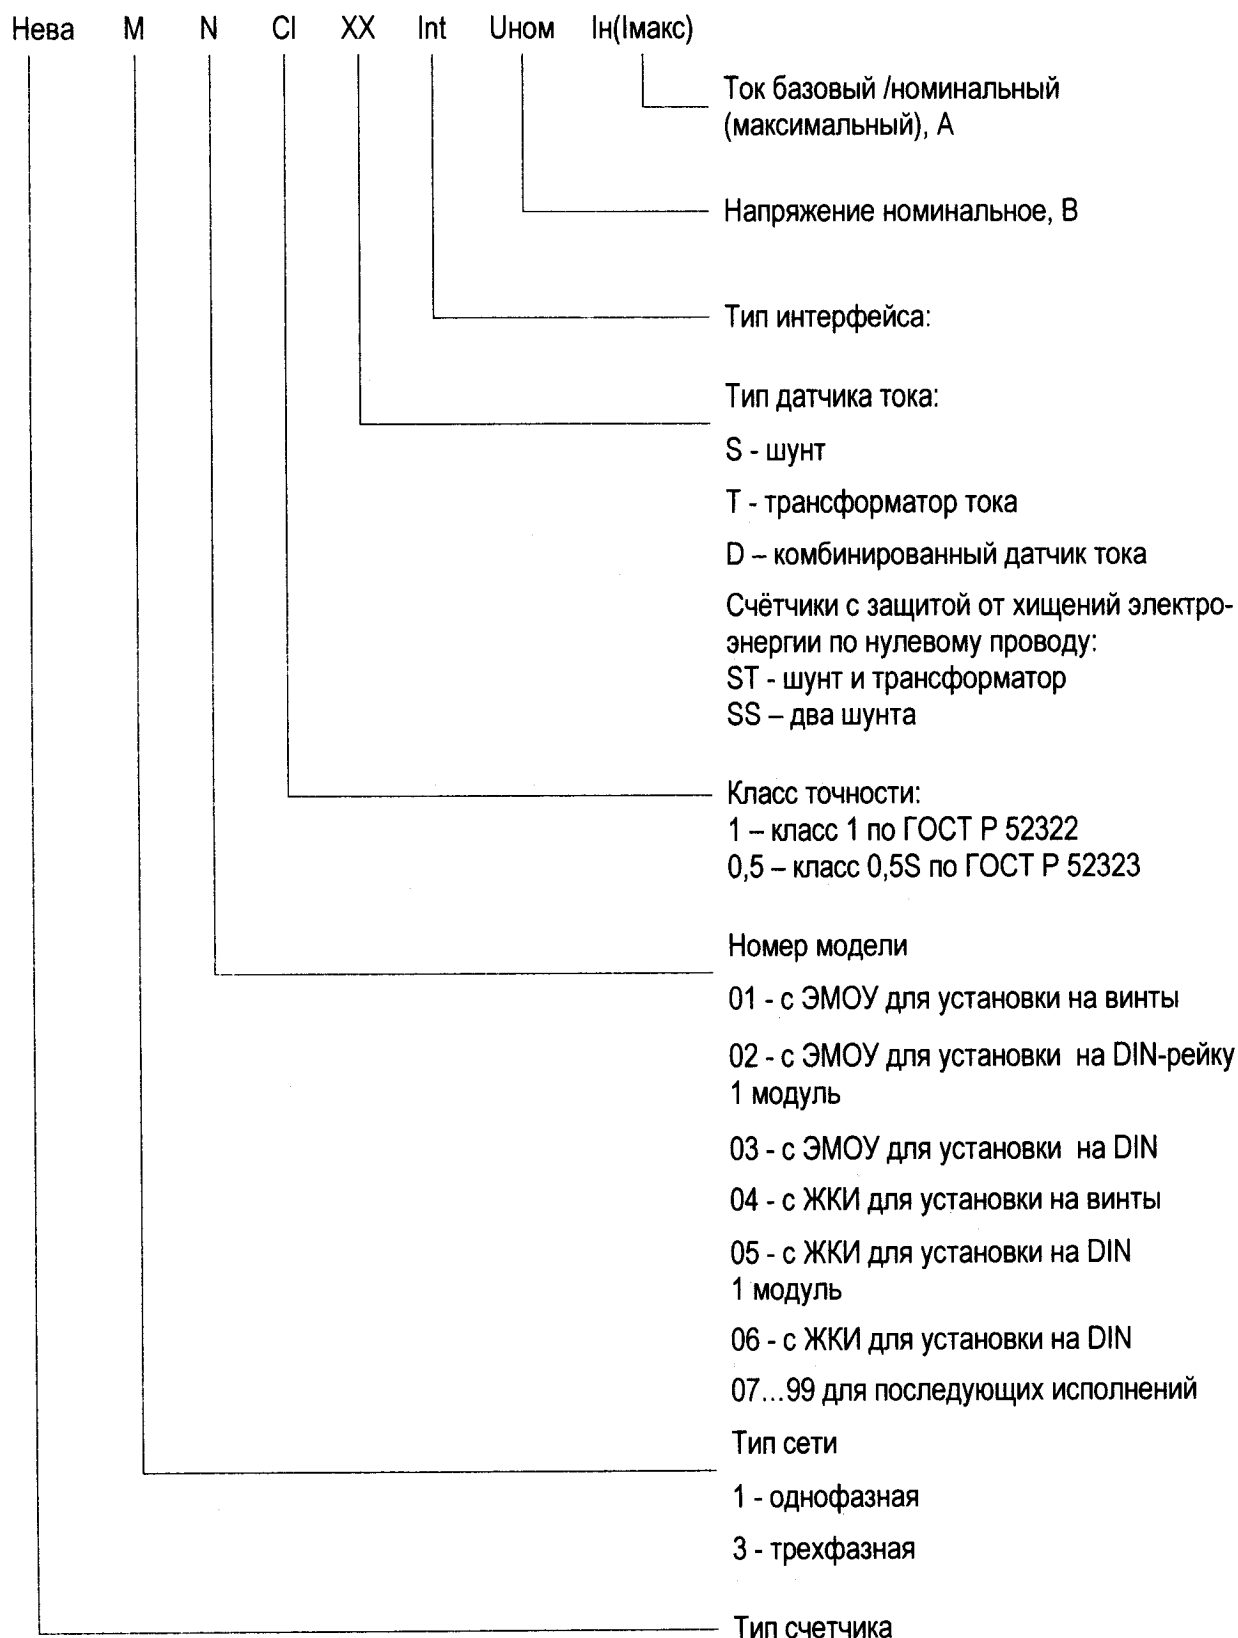 Нева M N Cl XX Int Uном Iн(Iмакс)
Ток базовый /номинальный
(максимальный), А
Напряжение номинальное, В
Тип интерфейса:
Тип датчика тока:
S - шунт
T - трансформатор тока
D – комбинированный датчик тока
Счётчики с защитой от хищений электро-
энергии по нулевому проводу:
ST - шунт и трансформатор
SS – два шунта
Класс точности:
1 – класс 1 по ГОСТ Р 52322
0,5 – класс 0,5S по ГОСТ Р 52323
Номер модели
01 - с ЭМОУ для установки на винты
02 - с ЭМОУ для установки на DIN-рейку
1 модуль
03 - с ЭМОУ для установки на DIN
04 - с ЖКИ для установки на винты
05 - с ЖКИ для установки на DIN
1 модуль
06 - с ЖКИ для установки на DIN
07...99 для последующих исполнений
Тип сети
1 - однофазная
3 - трехфазная
Тип счетчика